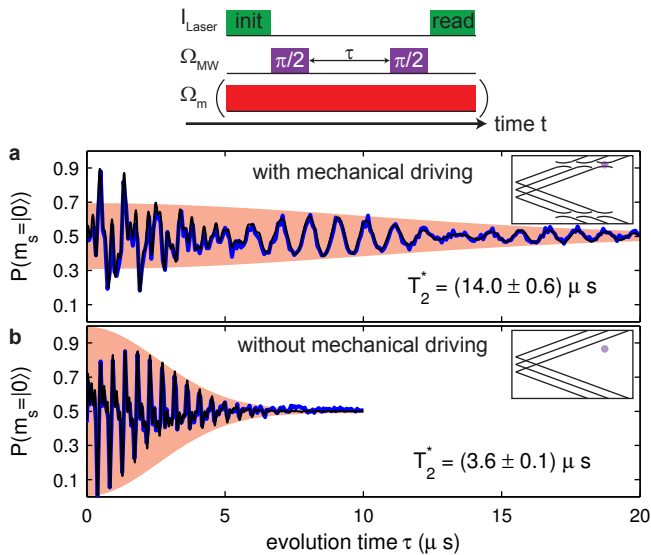 I_Laser init read
Ω_MW π/2 τ π/2
Ω_m
time t
a
with mechanical driving
P(m_s=|0⟩)
0.9
0.7
0.5
0.3
0.1
T_2^* = (14.0 ± 0.6) μ s
b
without mechanical driving
P(m_s=|0⟩)
0.9
0.7
0.5
0.3
0.1
T_2^* = (3.6 ± 0.1) μ s
0 5 10 15 20
evolution time τ (μ s)